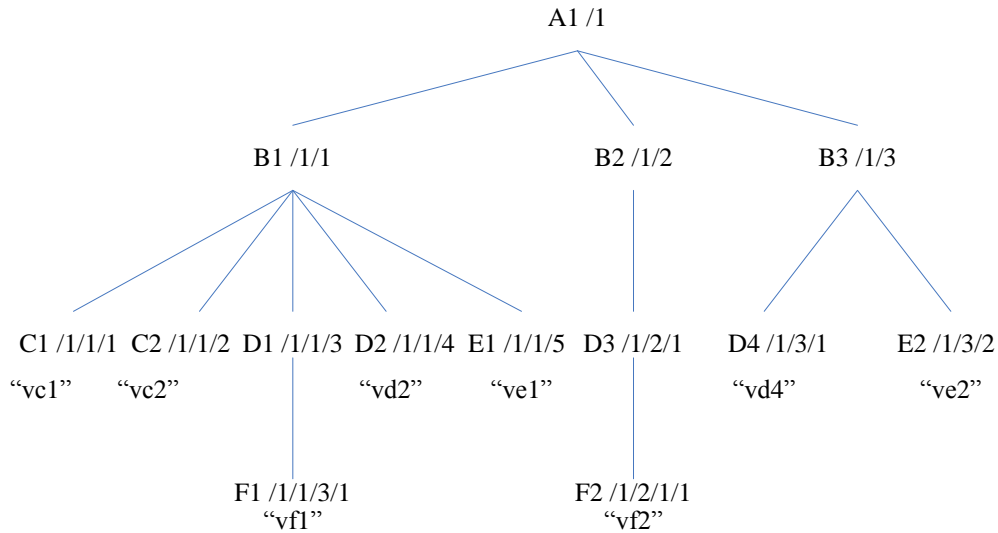 A1 /1
B1 /1/1 B2 /1/2 B3 /1/3
C1 /1/1/1 C2 /1/1/2 D1 /1/1/3 D2 /1/1/4 E1 /1/1/5 D3 /1/2/1 D4 /1/3/1 E2 /1/3/2
“vc1” “vc2” “vd2” “ve1” “vd4” “ve2”
F1 /1/1/3/1 F2 /1/2/1/1
“vf1” “vf2”